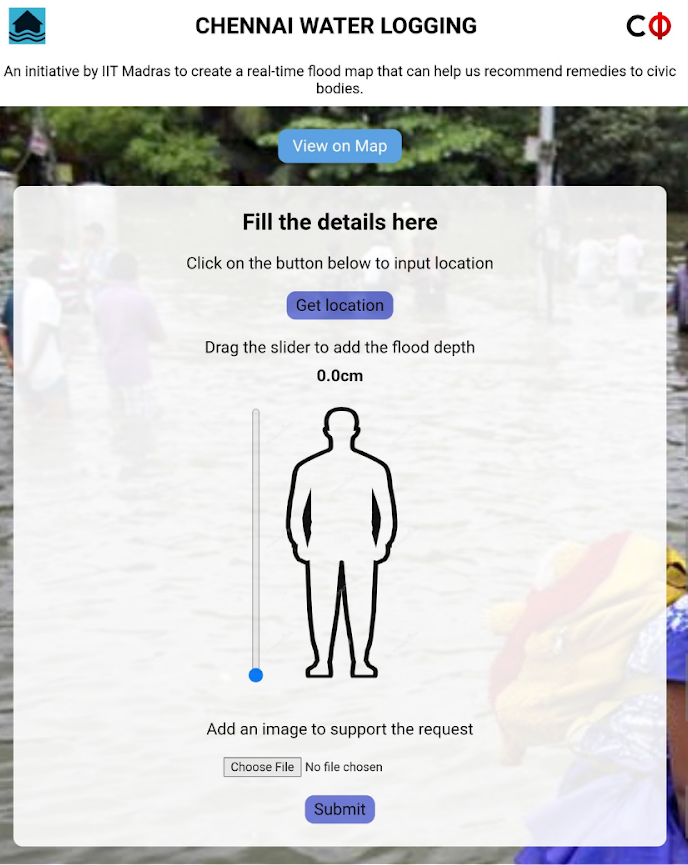 CHENNAI WATER LOGGING
CΦ
An initiative by IIT Madras to create a real-time flood map that can help us recommend remedies to civic
bodies.
View on Map
Fill the details here
Click on the button below to input location
Get location
Drag the slider to add the flood depth
0.0cm
Add an image to support the request
Choose File No file chosen
Submit